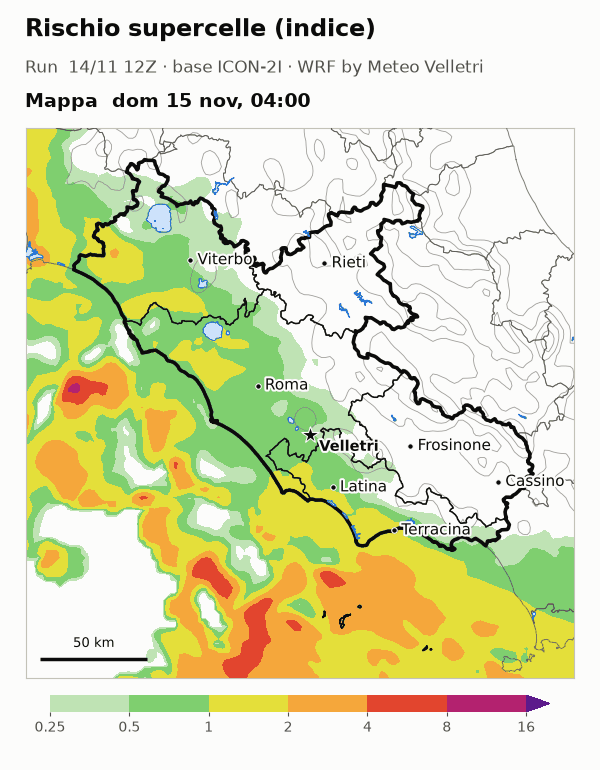 Rischio supercelle (indice)
Run  14/11 12Z · base ICON-2I · WRF by Meteo Velletri
Mappa  dom 15 nov, 04:00
Viterbo
Rieti
Roma
Velletri
Frosinone
Cassino
Latina
Terracina
50 km
0.25 0.5 1 2 4 8 16